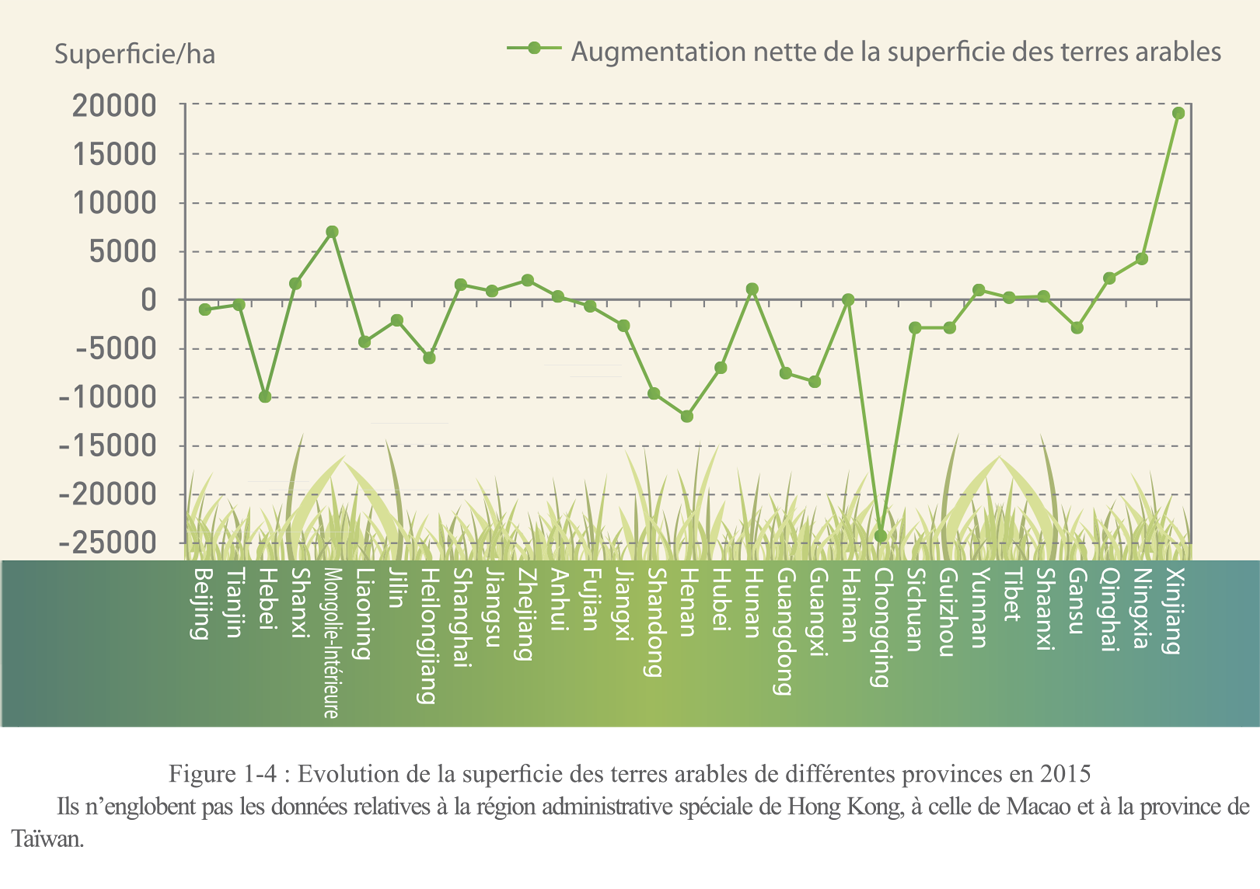 Superficie/ha
Augmentation nette de la superficie des terres arables
20000
15000
10000
5000
0
-5000
-10000
-15000
-20000
-25000
Beijing
Tianjin
Hebei
Shanxi
Mongolie-Intérieure
Liaoning
Jilin
Heilongjiang
Shanghai
Jiangsu
Zhejiang
Anhui
Fujian
Jiangxi
Shandong
Henan
Hubei
Hunan
Guangdong
Guangxi
Hainan
Chongqing
Sichuan
Guizhou
Yunnan
Tibet
Shaanxi
Gansu
Qinghai
Ningxia
Xinjiang
Figure 1-4 : Evolution de la superficie des terres arables de différentes provinces en 2015
Ils n’englobent pas les données relatives à la région administrative spéciale de Hong Kong, à celle de Macao et à la province de
Taïwan.